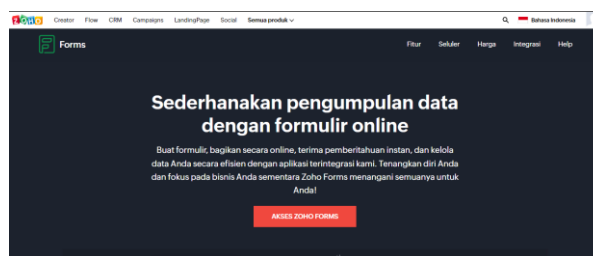 ZOHO Creator Flow CRM Campaigns LandingPage Social Semua produk Bahasa Indonesia
Forms Fitur Seluler Harga Integrasi Help
Sederhanakan pengumpulan data
dengan formulir online
Buat formulir, bagikan secara online, terima pemberitahuan instan, dan kelola
data Anda secara efisien dengan aplikasi terintegrasi kami. Tenangkan diri Anda
dan fokus pada bisnis Anda sementara Zoho Forms menangani semuanya untuk
Anda!
AKSES ZOHO FORMS